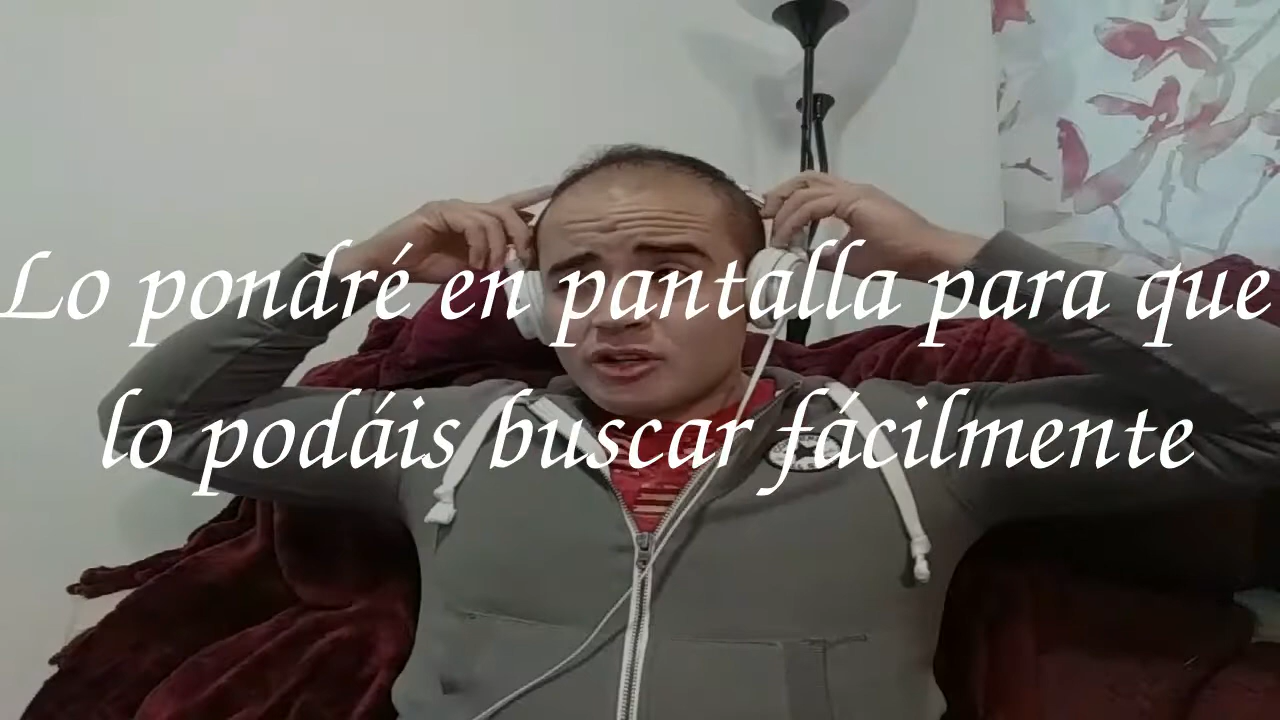 Lo pondré en pantalla para que
lo podáis buscar fácilmente